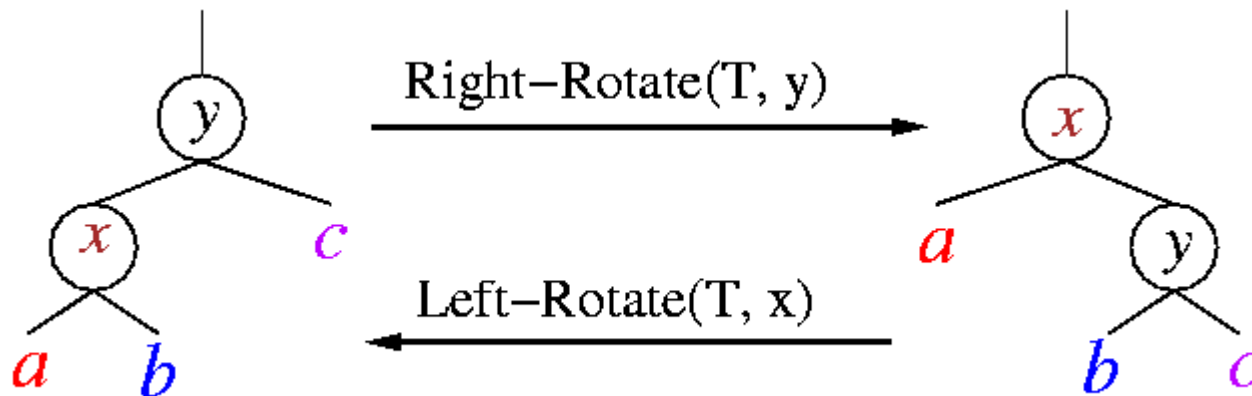 y
Right–Rotate(T, y)
x
x
c
a
y
Left–Rotate(T, x)
a
b
b